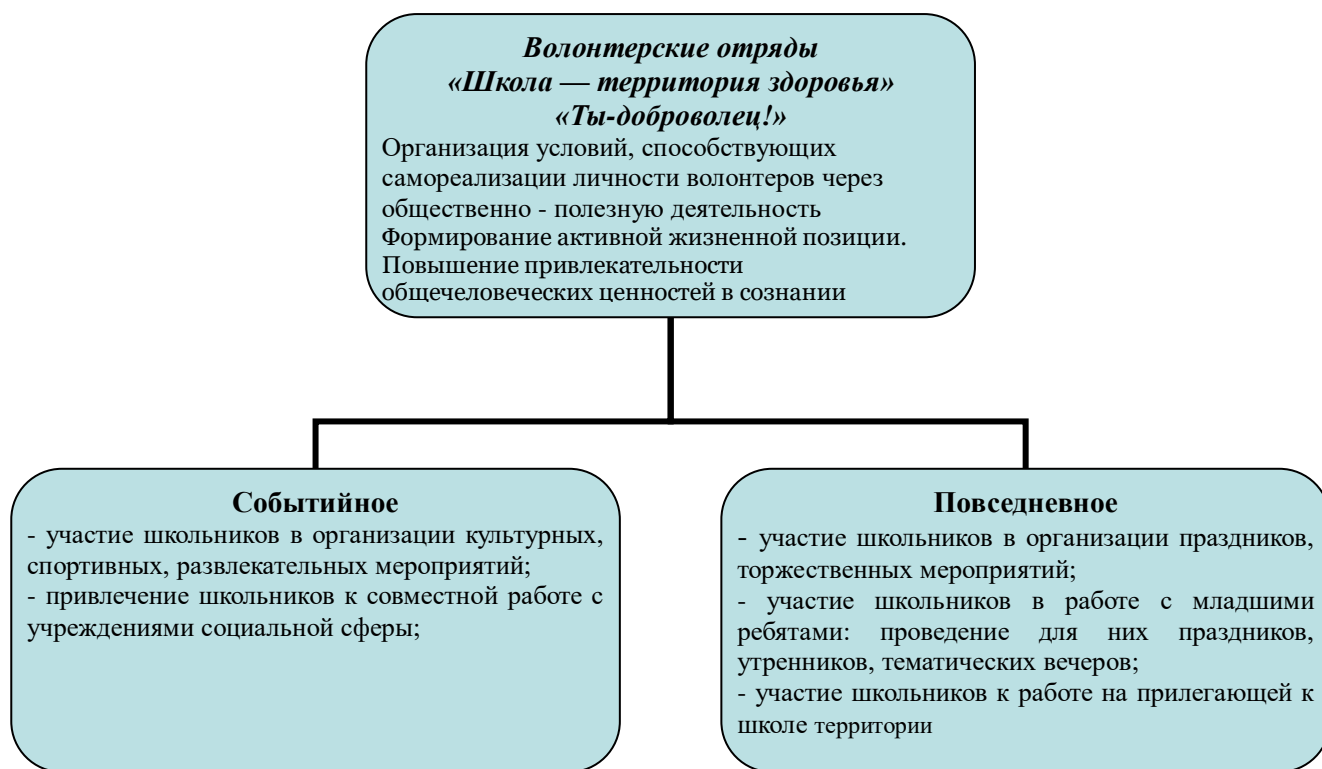 Волонтерские отряды
«Школа — территория здоровья»
«Ты-доброволец!»
Организация условий, способствующих
самореализации личности волонтеров через
общественно - полезную деятельность
Формирование активной жизненной позиции.
Повышение привлекательности
общечеловеческих ценностей в сознании
Событийное
- участие школьников в организации культурных,
спортивных, развлекательных мероприятий;
- привлечение школьников к совместной работе с
учреждениями социальной сферы;
Повседневное
- участие школьников в организации праздников,
торжественных мероприятий;
- участие школьников в работе с младшими
ребятами: проведение для них праздников,
утренников, тематических вечеров;
- участие школьников к работе на прилегающей к
школе территории